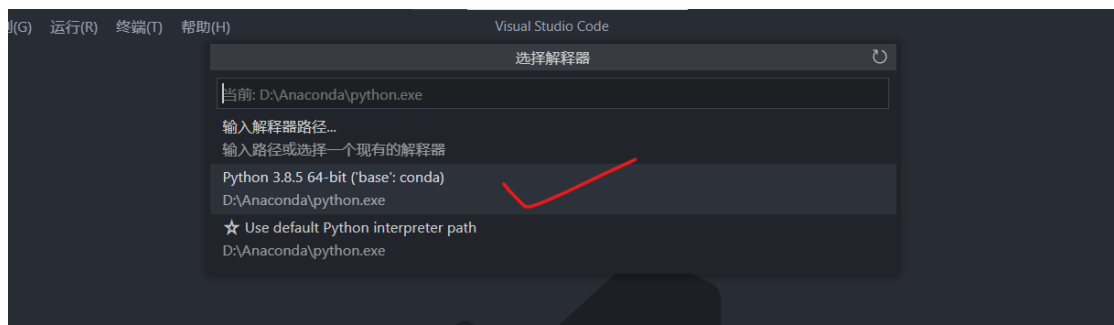 运行(R) 终端(T) 帮助(H) Visual Studio Code
选择解释器
当前: D:\Anaconda\python.exe
输入解释器路径...
输入路径或选择一个现有的解释器
Python 3.8.5 64-bit ('base': conda)
D:\Anaconda\python.exe
☆ Use default Python interpreter path
D:\Anaconda\python.exe